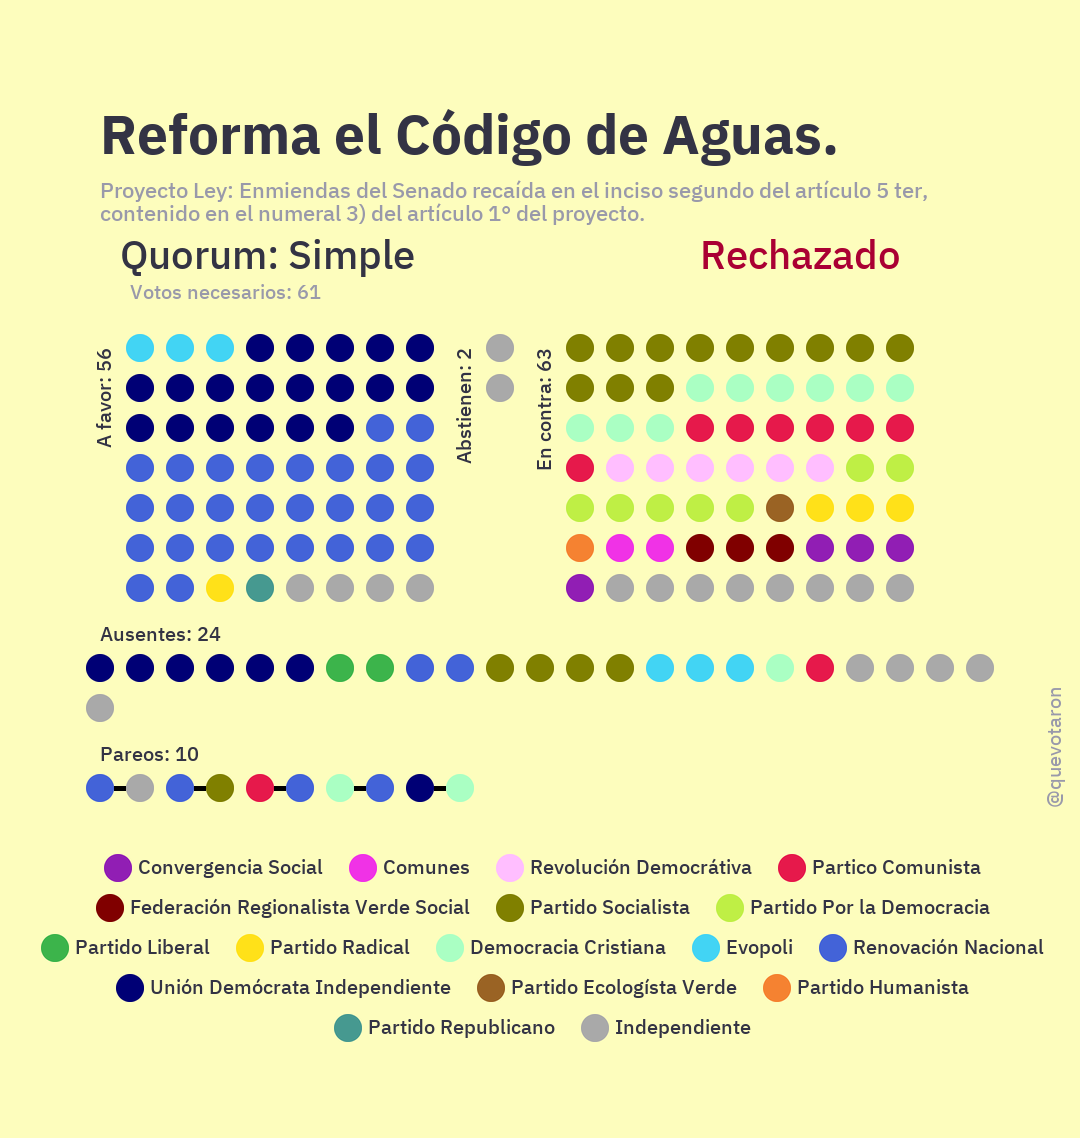 Reforma el Código de Aguas.
Proyecto Ley: Enmiendas del Senado recaída en el inciso segundo del artículo 5 ter,
contenido en el numeral 3) del artículo 1° del proyecto.
Quorum: Simple
Rechazado
Votos necesarios: 61
A favor: 56
Abstienen: 2
En contra: 63
Ausentes: 24
Pareos: 10
@quevotaron
Convergencia Social Comunes Revolución Democrátiva Partico Comunista
Federación Regionalista Verde Social Partido Socialista Partido Por la Democracia
Partido Liberal Partido Radical Democracia Cristiana Evopoli Renovación Nacional
Unión Demócrata Independiente Partido Ecologísta Verde Partido Humanista
Partido Republicano Independiente